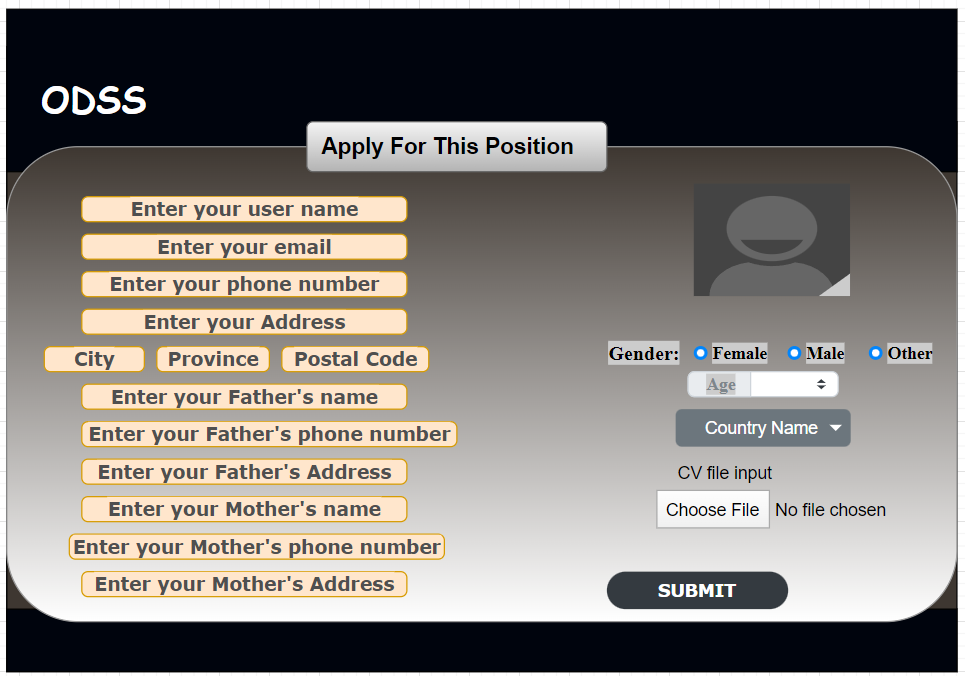 ODSS
Apply For This Position
Enter your user name
Enter your email
Enter your phone number
Enter your Address
City Province Postal Code
Enter your Father's name
Enter your Father's phone number
Enter your Father's Address
Enter your Mother's name
Enter your Mother's phone number
Enter your Mother's Address
Gender: Female Male Other
Age
Country Name
CV file input
Choose File No file chosen
SUBMIT